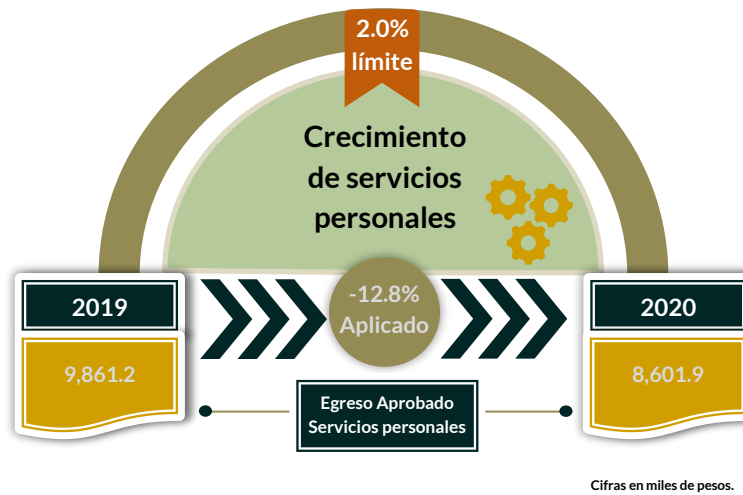 2.0%
límite
Crecimiento
de servicios
personales
-12.8%
Aplicado
2019
2020
9,861.2
8,601.9
Egreso Aprobado
Servicios personales
Cifras en miles de pesos.